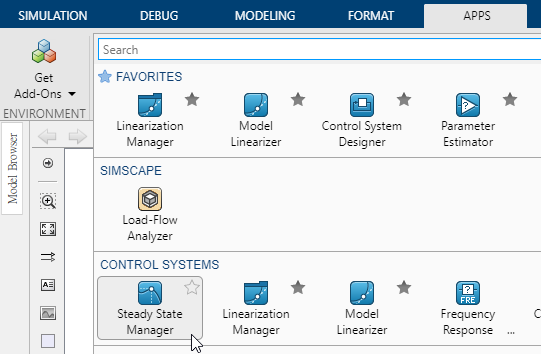 SIMULATION DEBUG MODELING FORMAT APPS
Search
Get
Add-Ons
ENVIRONMENT
Model Browser
FAVORITES
Linearization
Manager
Model
Linearizer
Control System
Designer
Parameter
Estimator
SIMSCAPE
Load-Flow
Analyzer
CONTROL SYSTEMS
Steady State
Manager
Linearization
Manager
Model
Linearizer
FRE
Frequency
Response ...
C